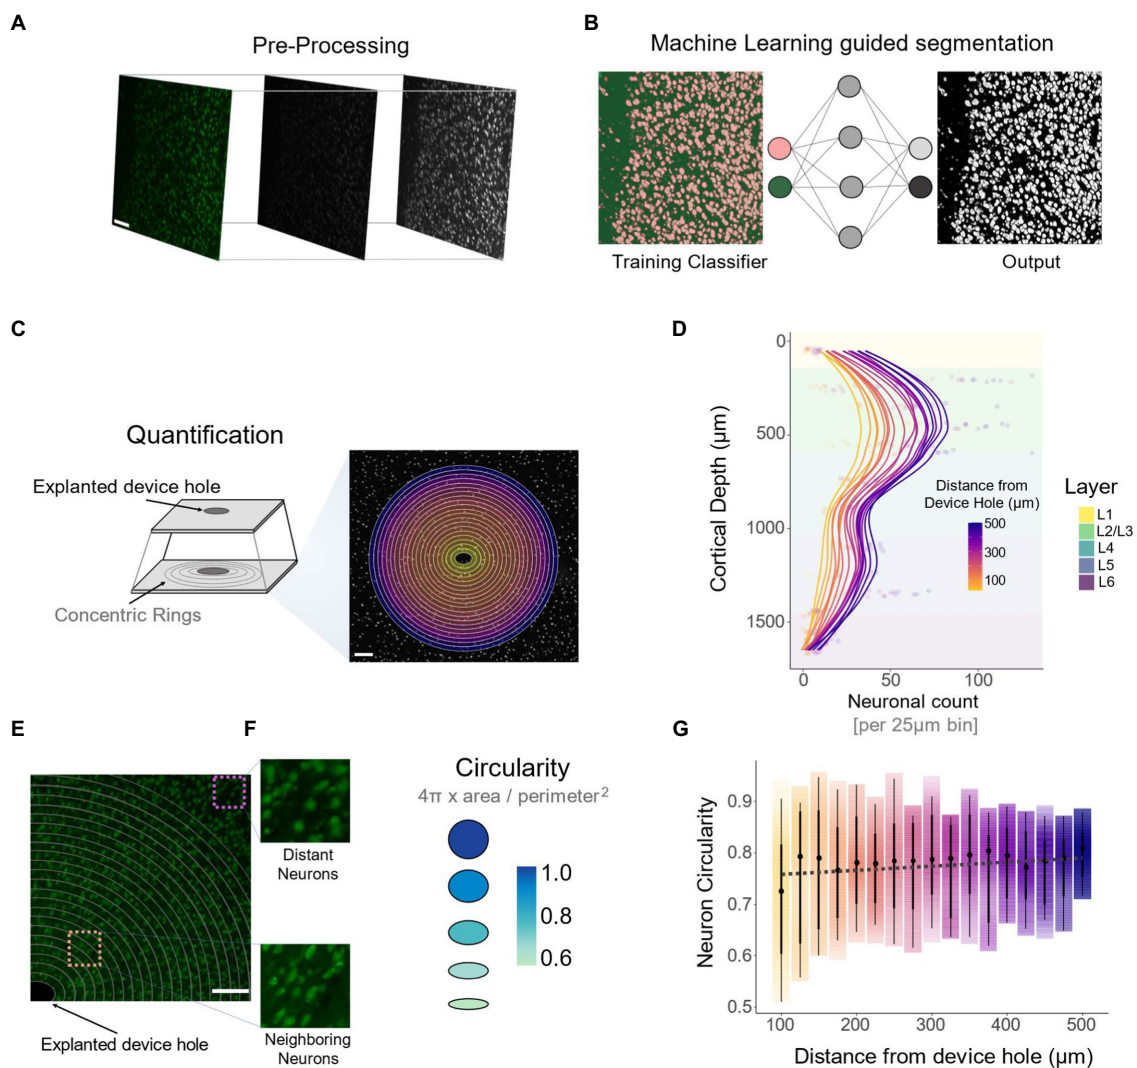 A
Pre-Processing
B
Machine Learning guided segmentation
Training Classifier
Output
C
Quantification
Explanted device hole
Concentric Rings
D
0
500
1000
1500
Cortical Depth (µm)
Distance from
Device Hole (µm)
500
300
100
0
50
100
Neuronal count
[per 25µm bin]
Layer
L1
L2/L3
L4
L5
L6
E
Explanted device hole
F
Distant
Neurons
Neighboring
Neurons
Circularity
4π x area / perimeter²
1.0
0.8
0.6
G
Neuron Circularity
0.9
0.8
0.7
0.6
0.5
100
200
300
400
500
Distance from device hole (µm)